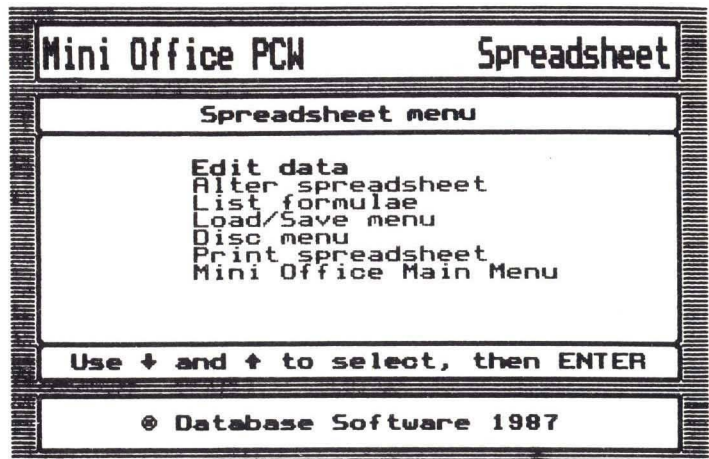 Mini Office PCW Spreadsheet
Spreadsheet menu
Edit data
Alter spreadsheet
List formulae
Load/Save menu
Disc menu
Print spreadsheet
Mini Office Main Menu
Use ↓ and ↑ to select, then ENTER
© Database Software 1987